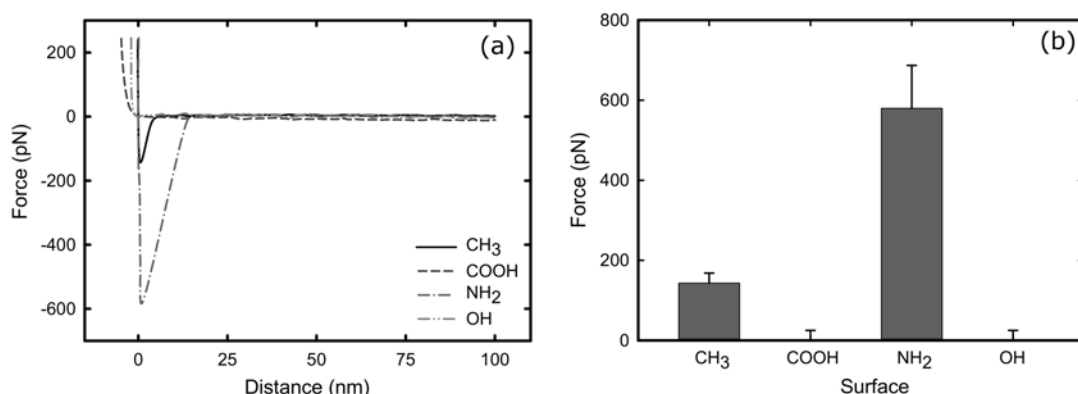 (a)
200
0
-200
-400
-600
Force (pN)
CH3
COOH
NH2
OH
0 25 50 75 100
Distance (nm)
(b)
800
600
400
200
0
Force (pN)
CH3 COOH NH2 OH
Surface